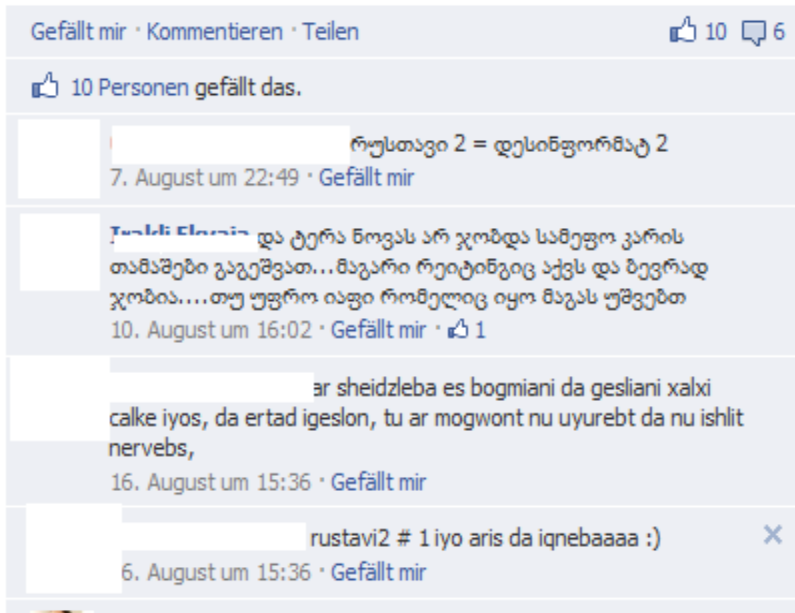 Gefällt mir · Kommentieren · Teilen 10 6
10 Personen gefällt das.
რუსთავი 2 = დესინფორმატ 2
7. August um 22:49 · Gefällt mir
და ტერა ნოვას არ ჯობდა სამეფო კარის
თამაშები გაგეშვათ...მაგარი რეიტინგიც აქვს და ბევრად
ჯობია....თუ უფრო იაფი რომელიც იყო მაგას უშვებთ
10. August um 16:02 · Gefällt mir · 1
ar sheidzleba es bogmiani da gesliani xalxi
calke iyos, da ertad igeslon, tu ar mogwont nu uyurebt da nu ishlit
nervebs,
16. August um 15:36 · Gefällt mir
rustavi2 # 1 iyo aris da iqnebaaaa :)
6. August um 15:36 · Gefällt mir